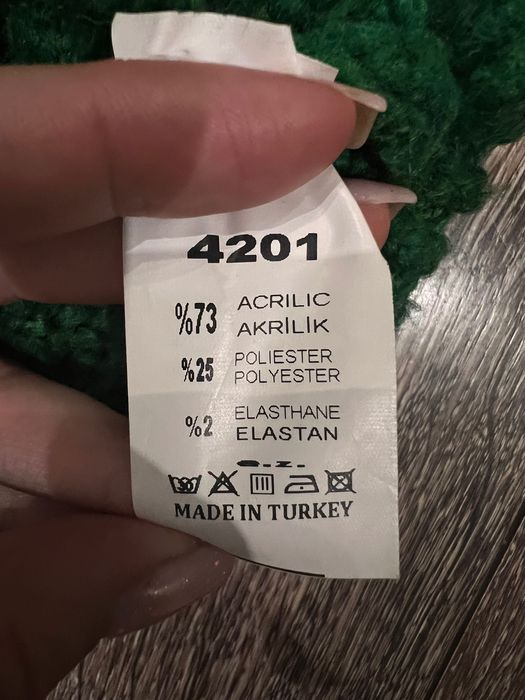 4201
%73 ACRILIC
AKRİLİK
%25 POLIESTER
POLYESTER
%2 ELASTHANE
ELASTAN
MADE IN TURKEY